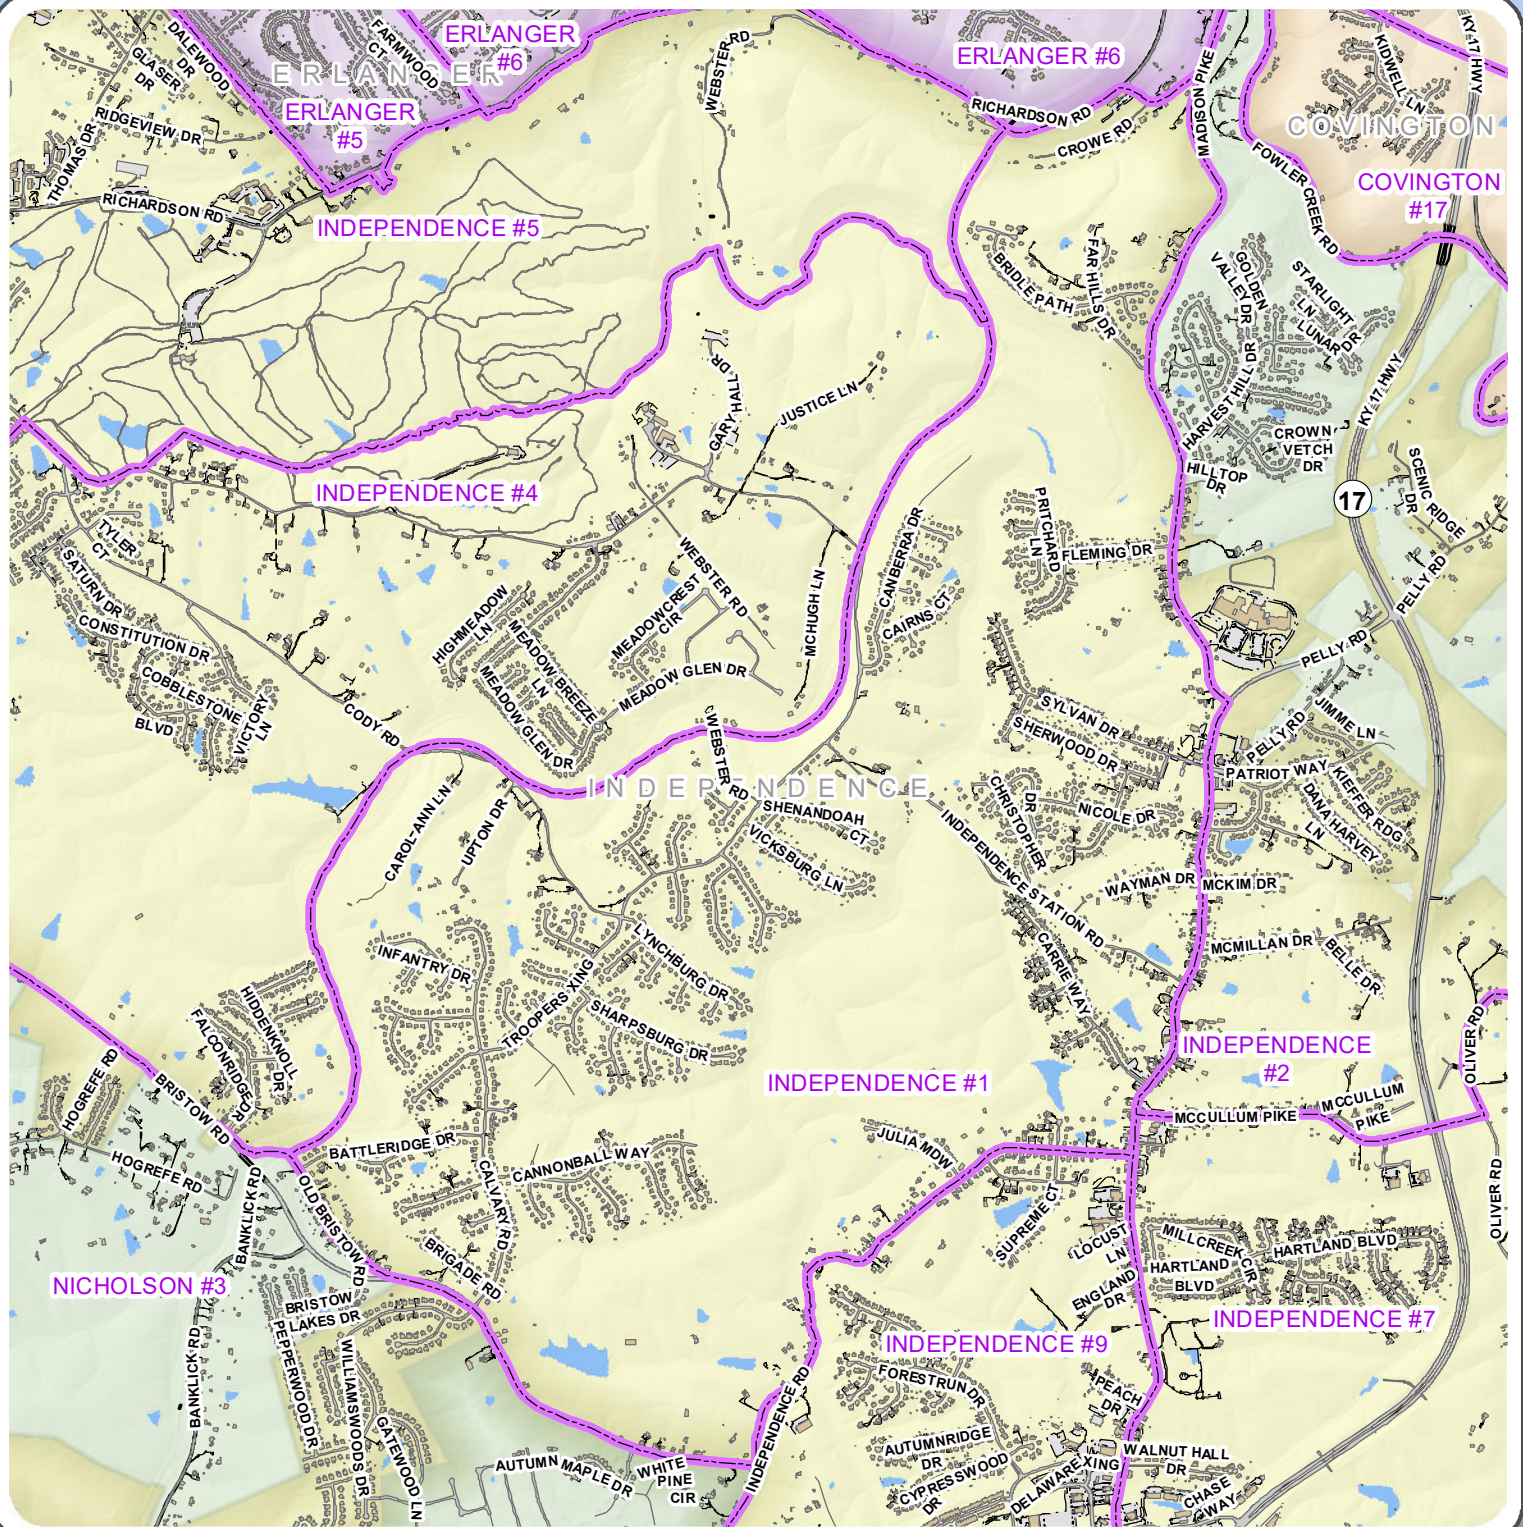 DALEWOOD
DR
GLASER
DR
FARMWOOD
CT
ERLANGER
#6
ERLANGER
ERLANGER
#5
WEBSTER RD
ERLANGER #6
RICHARDSON RD
CROWE RD
MADISON PIKE
KIDWELL LN
KY 17 HWY
COVINGTON
COVINGTON
#17
FOWLER CREEK RD
RIDGEVIEW DR
THOMAS DR
RICHARDSON RD
INDEPENDENCE #5
BRIDLE PATH
FAR HILLS DR
GOLDEN
VALLEY DR
STARLIGHT
LN
LUNAR
DR
HARVEST HILL DR
KY 17 HWY
CROWN
VETCH
DR
HILLTOP
DR
SCENIC RIDGE
DR
17
GARY HALL DR
JUSTICE LN
INDEPENDENCE #4
PRITCHARD
LN
FLEMING DR
CANBERRA DR
CAIRNS CT
MCHUGH LN
WEBSTER RD
MEADOWCREST
CIR
HIGHMEADOW
LN
MEADOW BREEZE
LN
MEADOW GLEN DR
MEADOW GLEN DR
TYLER
CT
SATURN DR
CONSTITUTION DR
COBBLESTONE
BLVD
VICTORY
LN
CODY RD
PELLY RD
PELLY RD
PELLY RD
JIMME LN
SYLVAN DR
SHERWOOD DR
PATRIOT WAY
KIEFFER RDG
DANA HARVEY
LN
CHRISTOPHER
DR
NICOLE DR
WEBSTER RD
INDEPENDENCE
SHENANDOAH
CT
VICKSBURG LN
CAROL-ANN LN
UPTON DR
INDEPENDENCE STATION RD
WAYMAN DR
MCKIM DR
MCMILLAN DR
BELLE DR
CARRIE WAY
INFANTRY DR
LYNCHBURG DR
TROOPERS XING
SHARPSBURG DR
HIDDENKNOLL
DR
FALCONRIDGE DR
HOGREFE RD
BRISTOW RD
HOGREFE RD
INDEPENDENCE #1
INDEPENDENCE
#2
OLIVER RD
MCCULLUM PIKE
MCCULLUM
PIKE
OLIVER RD
JULIA MDW
BATTLERIDGE DR
CALVARY RD
CANNONBALL WAY
BANKLICK RD
OLD BRISTOW RD
BRIGADE RD
NICHOLSON #3
BRISTOW
LAKES DR
BANKLICK RD
PEPPERWOOD DR
WILLIAMSWOODS DR
GATEWOOD LN
SUPREME CT
LOCUST
LN
MILLCREEK CIR
HARTLAND BLVD
HARTLAND
BLVD
ENGLAND
DR
INDEPENDENCE #7
INDEPENDENCE #9
FORESTRUN DR
PEACH
DR
INDEPENDENCE RD
AUTUMNRIDGE
DR
CYPRESSWOOD
DR
DELAWARE XING
WALNUT HALL
DR
CHASE
WAY
AUTUMN MAPLE DR
WHITE
PINE
CIR